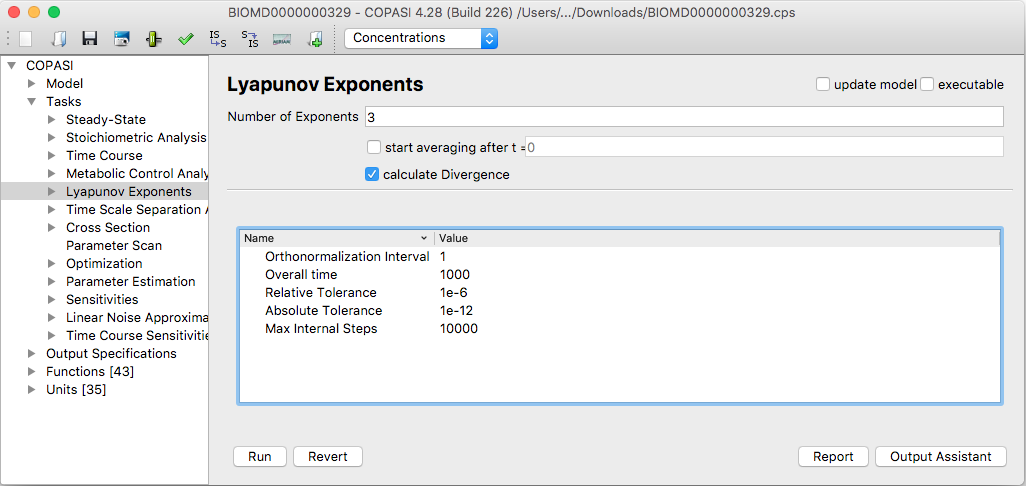 BIOMD0000000329 - COPASI 4.28 (Build 226) /Users/.../Downloads/BIOMD0000000329.cps
Concentrations
COPASI
Model
Tasks
Steady-State
Stoichiometric Analysis
Time Course
Metabolic Control Analy
Lyapunov Exponents
Time Scale Separation A
Cross Section
Parameter Scan
Optimization
Parameter Estimation
Sensitivities
Linear Noise Approxima
Time Course Sensitivitie
Output Specifications
Functions [43]
Units [35]
Lyapunov Exponents
update model executable
Number of Exponents 3
start averaging after t = 0
calculate Divergence
Name Value
Orthonormalization Interval 1
Overall time 1000
Relative Tolerance 1e-6
Absolute Tolerance 1e-12
Max Internal Steps 10000
Run Revert Report Output Assistant